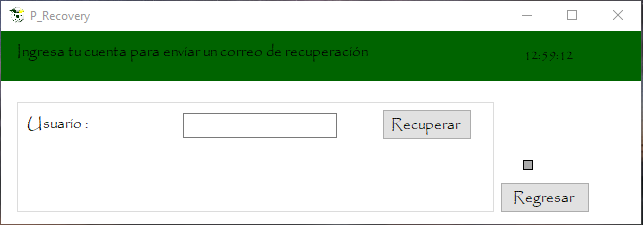 P_Recovery
Ingresa tu cuenta para enviar un correo de recuperación
12:59:12
Usuario :
Recuperar
Regresar